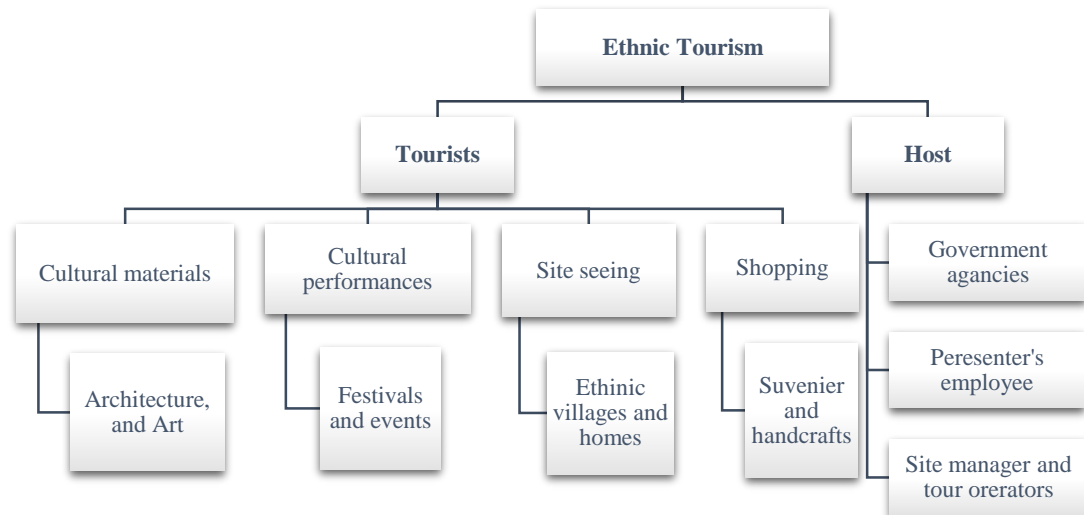 Ethnic Tourism
Tourists
Host
Cultural materials
Cultural
performances
Site seeing
Shopping
Architecture,
and Art
Festivals
and events
Ethinic
villages and
homes
Suvenier
and
handcrafts
Government
agancies
Peresenter's
employee
Site manager and
tour orerators